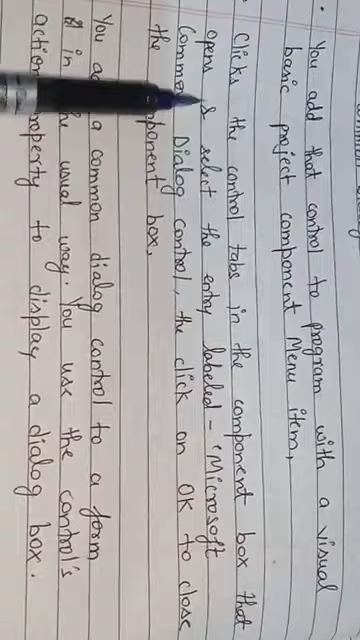 • You add that control to program with a visual
basic project component Menu item,
Clicks the control tabs in the component box that
opens & select the entry labeled - 'Microsoft
Common Dialog control, the click on OK to close
the box.
You a common dialog control to a form
in the usual way. You use the control's
action property to display a dialog box.